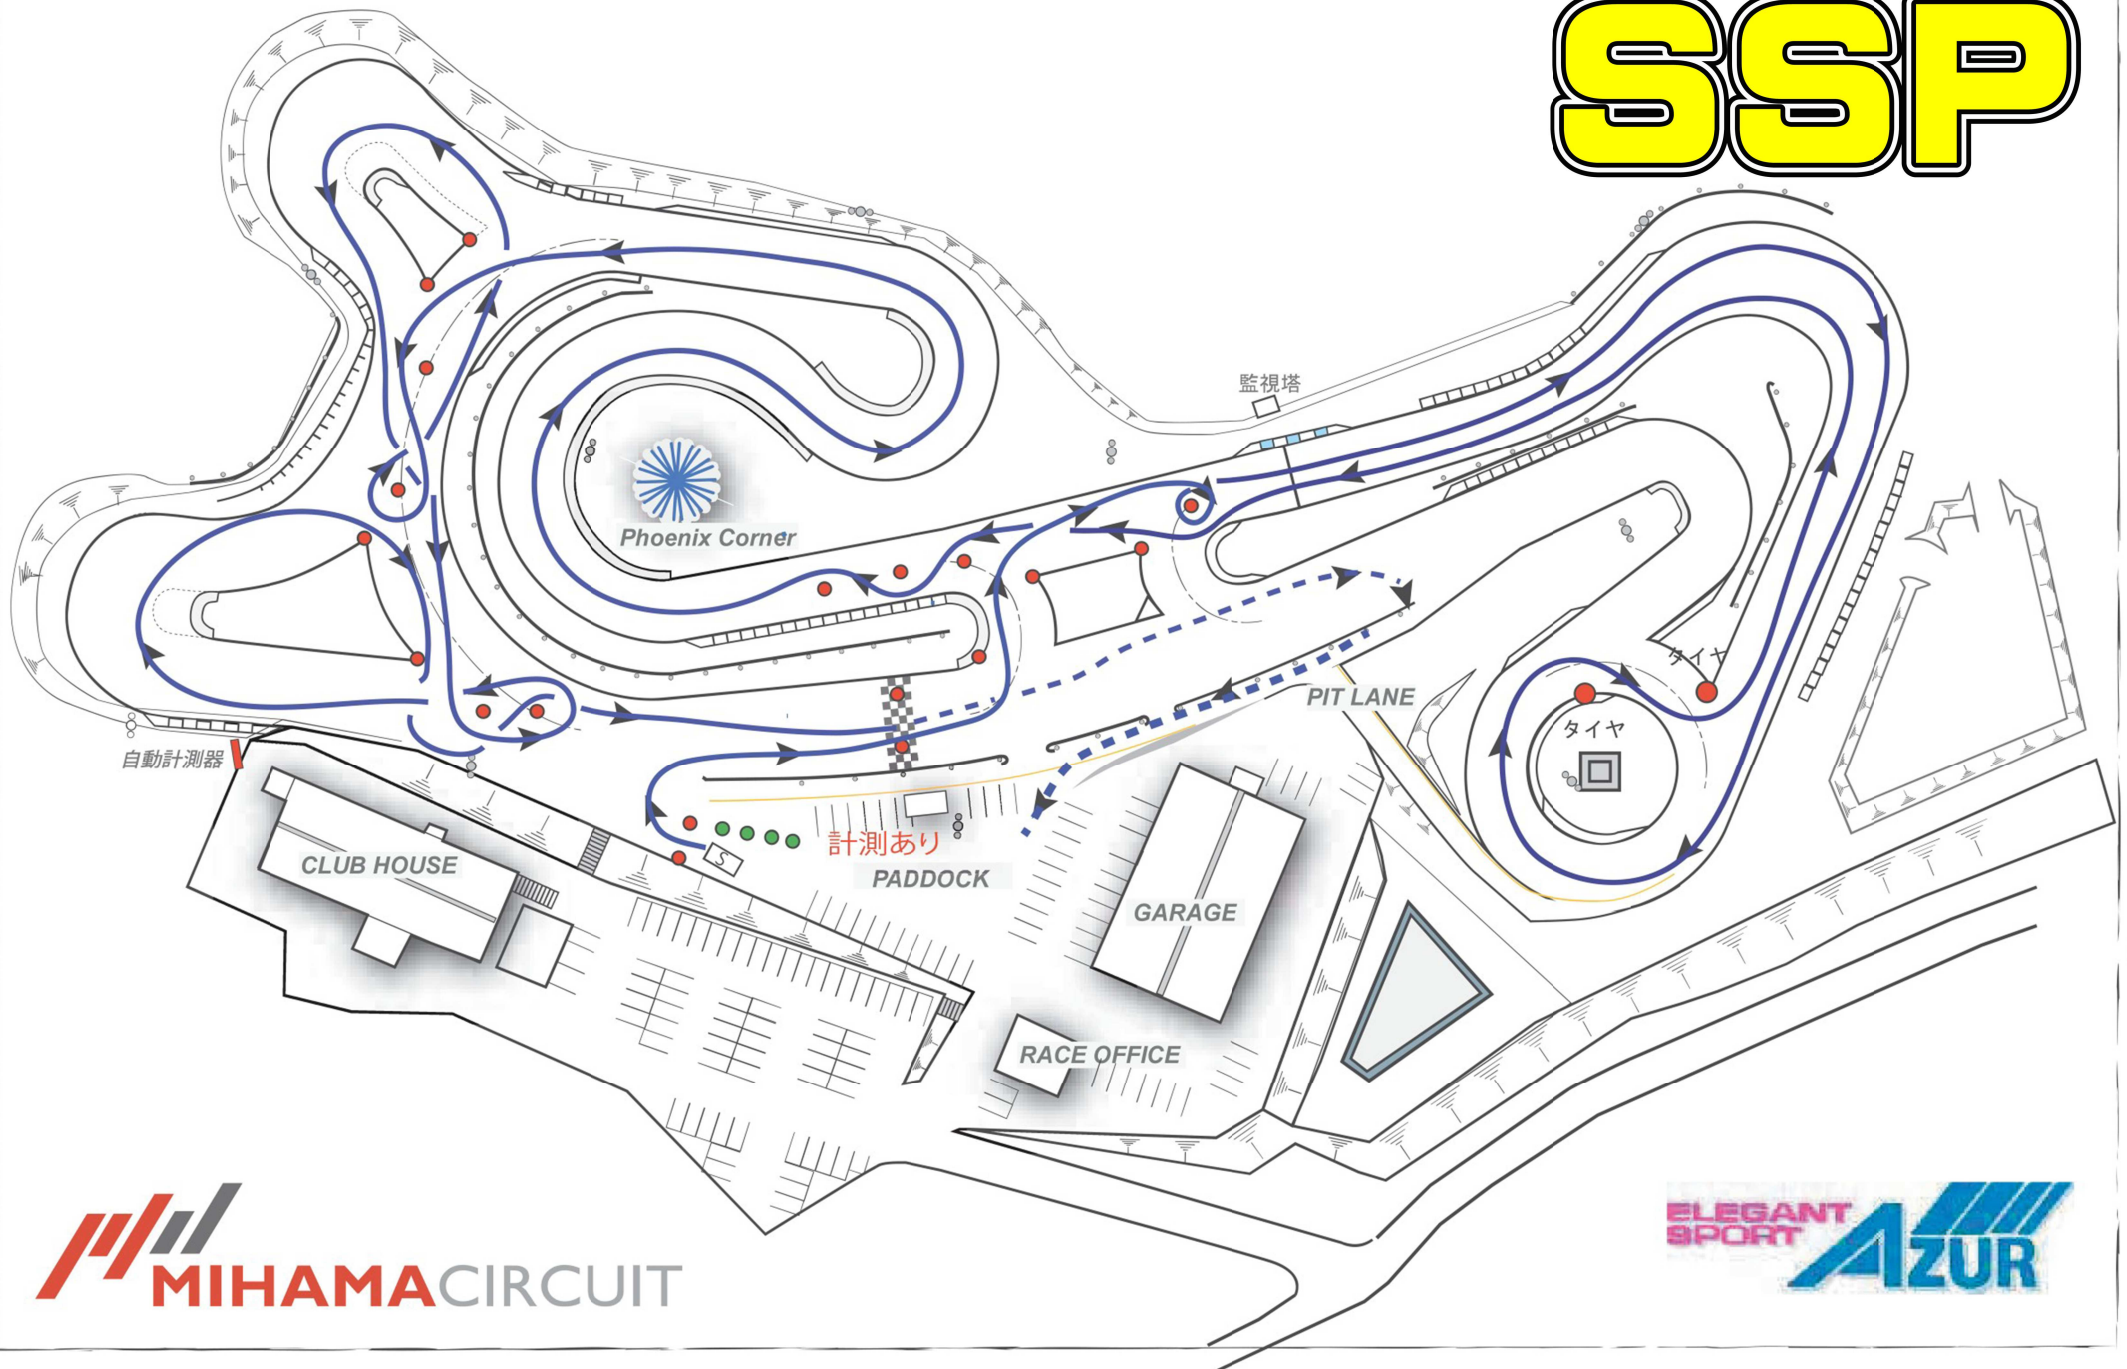 SSP
監視塔
Phoenix Corner
タイヤ
PIT LANE
タイヤ
自動計測器
計測あり
S
CLUB HOUSE
PADDOCK
GARAGE
RACE OFFICE
MIHAMACIRCUIT
ELEGANT
SPORT
AZUR